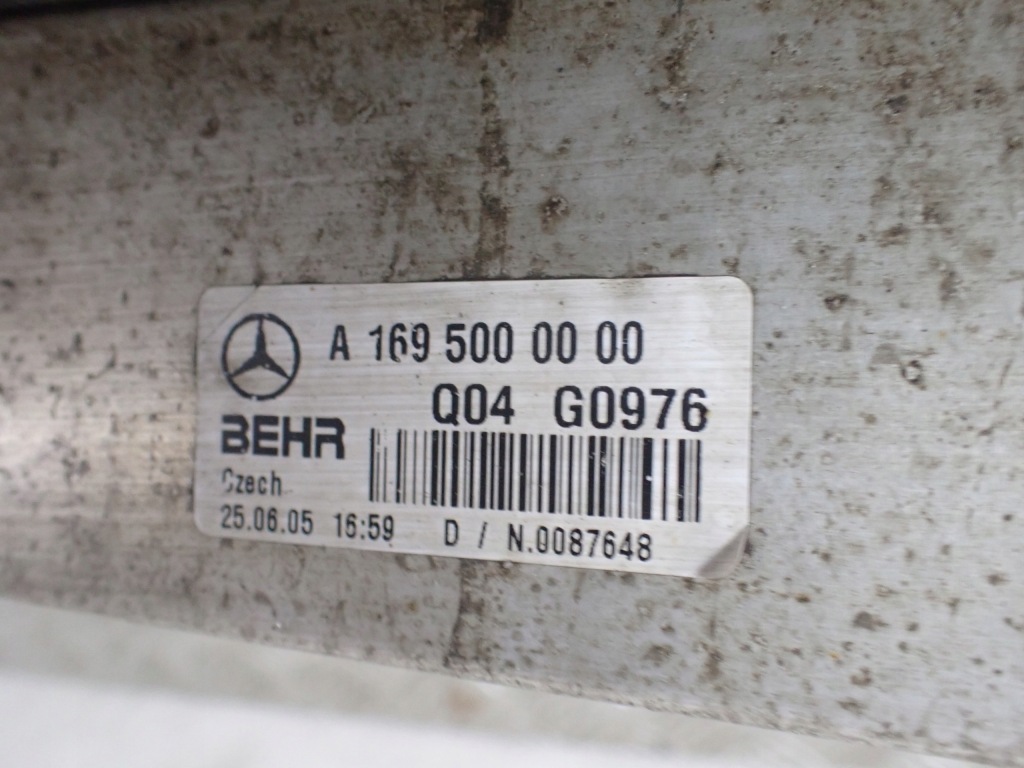 A 169 500 00 00
Q04 G0976
BEHR
Czech
25.06.05 16:59 D / N.0087648